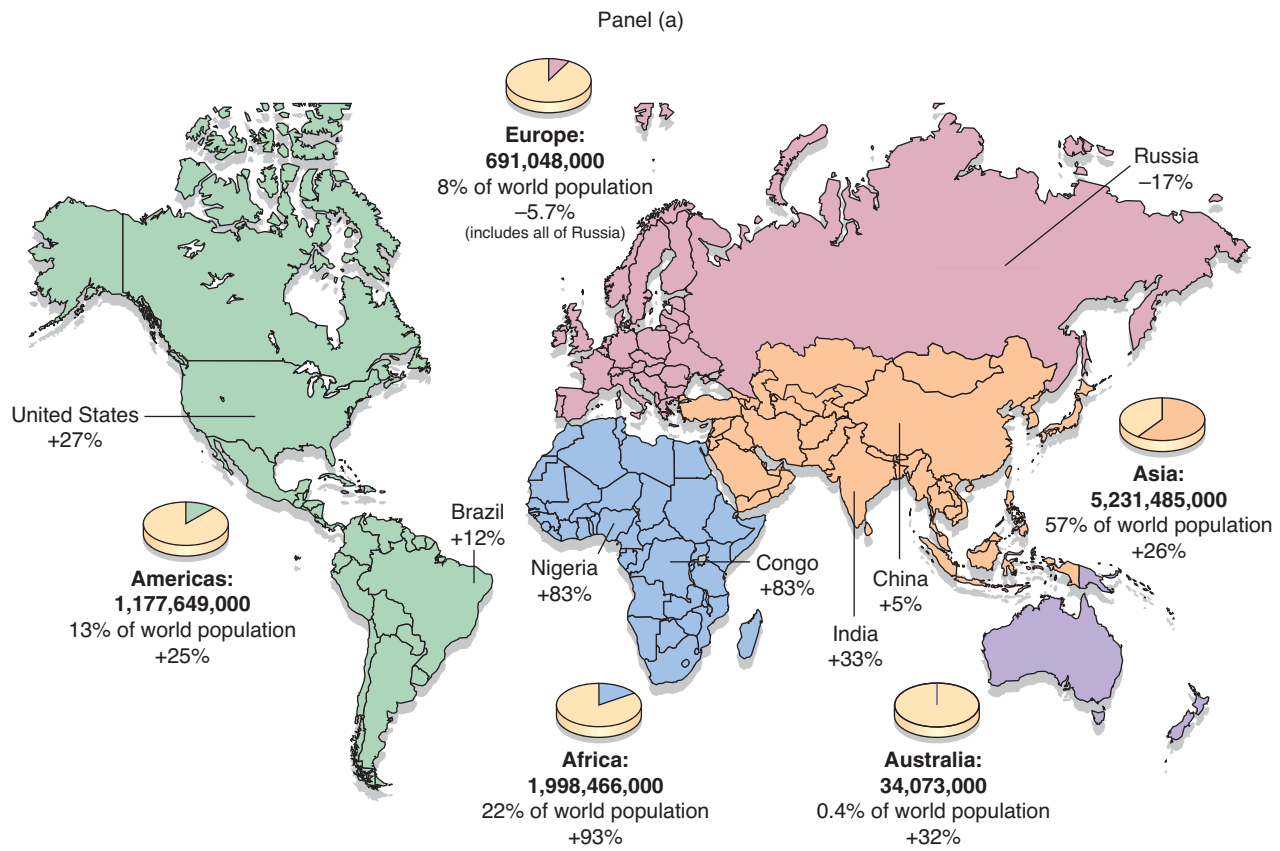 Panel (a)
Europe:
691,048,000
8% of world population
–5.7%
(includes all of Russia)
Russia
–17%
United States
+27%
Asia:
5,231,485,000
57% of world population
+26%
Brazil
+12%
Americas:
1,177,649,000
13% of world population
+25%
Nigeria
+83%
Congo
+83%
China
+5%
India
+33%
Africa:
1,998,466,000
22% of world population
+93%
Australia:
34,073,000
0.4% of world population
+32%